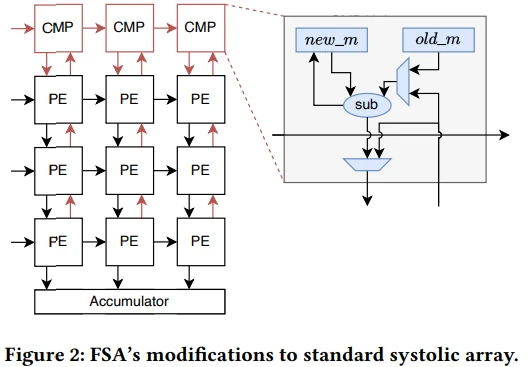 CMP CMP CMP
new_m old_m
sub
PE PE PE
PE PE PE
PE PE PE
Accumulator
Figure 2: FSA's modifications to standard systolic array.